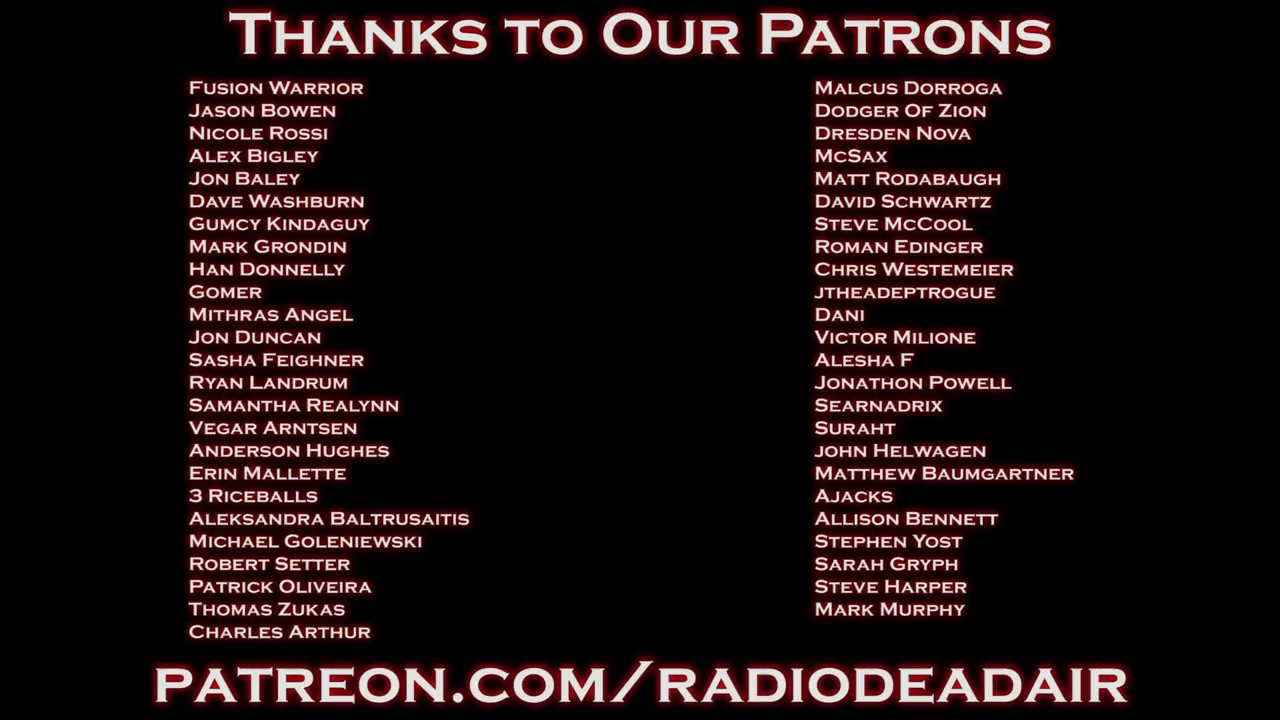 Thanks to Our Patrons
Fusion Warrior
Jason Bowen
Nicole Rossi
Alex Bigley
Jon Baley
Dave Washburn
Gumcy Kindaguy
Mark Grondin
Han Donnelly
Gomer
Mithras Angel
Jon Duncan
Sasha Feighner
Ryan Landrum
Samantha Realynn
Vegar Arntsen
Anderson Hughes
Erin Mallette
3 Riceballs
Aleksandra Baltrusaitis
Michael Goleniewski
Robert Setter
Patrick Oliveira
Thomas Zukas
Charles Arthur
Malcus Dorroga
Dodger Of Zion
Dresden Nova
McSax
Matt Rodabaugh
David Schwartz
Steve McCool
Roman Edinger
Chris Westemeier
jtheadeptrogue
Dani
Victor Milione
Alesha F
Jonathon Powell
Searnadrix
Suraht
john Helwagen
Matthew Baumgartner
Ajacks
Allison Bennett
Stephen Yost
Sarah Gryph
Steve Harper
Mark Murphy
patreon.com/radiodeadair